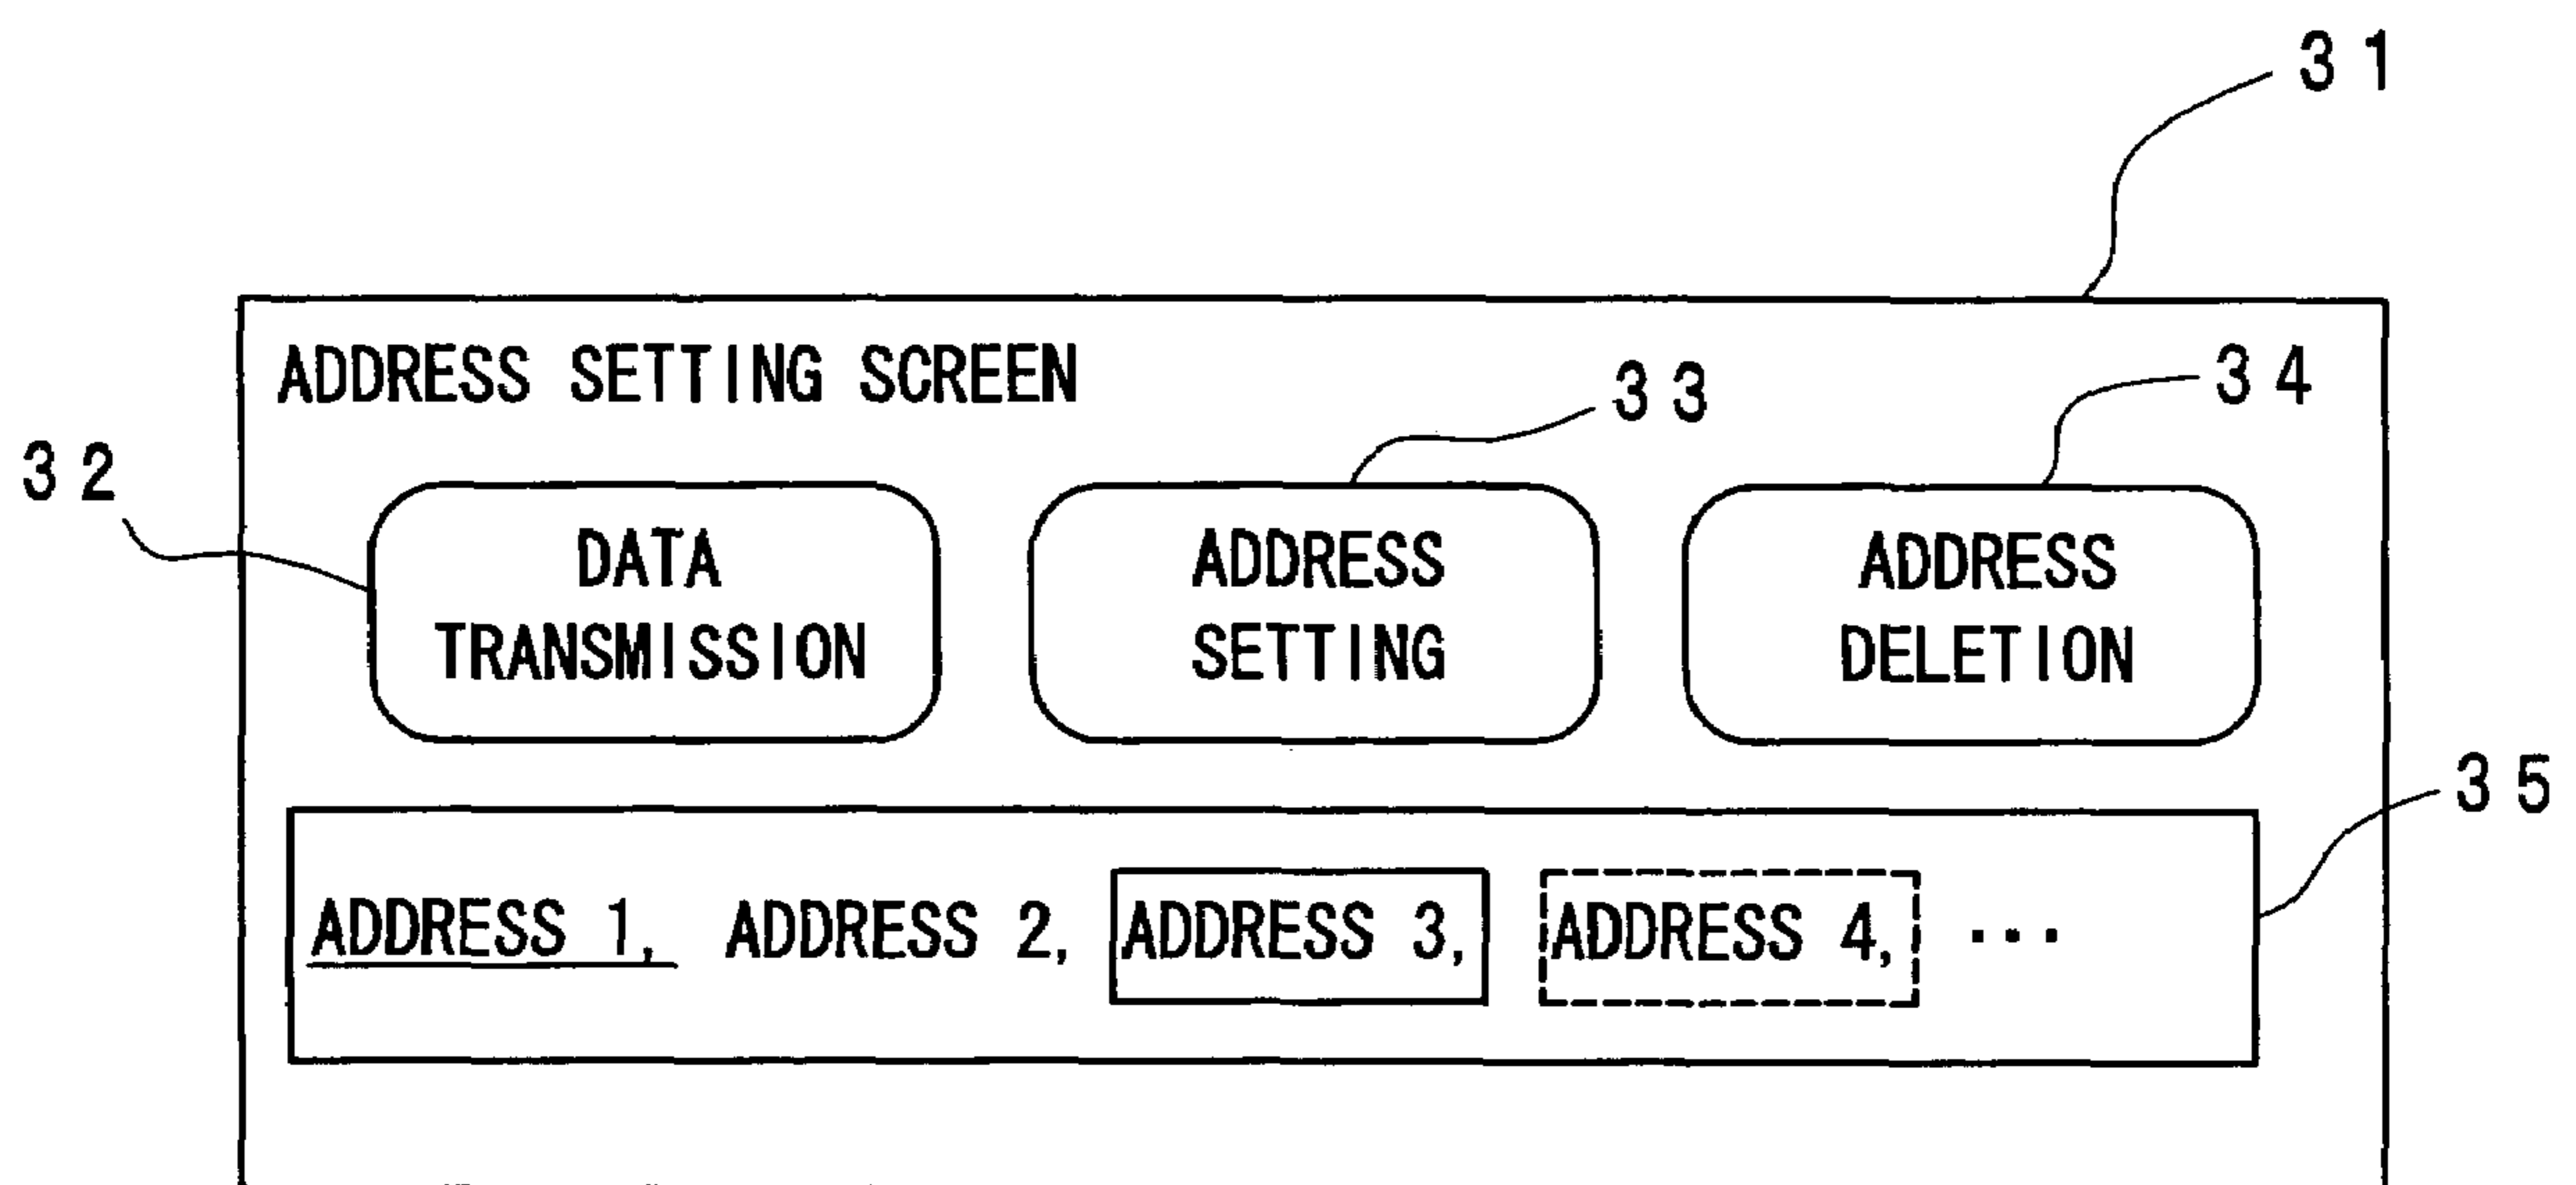 31
ADDRESS SETTING SCREEN
33
34
32
DATA
TRANSMISSION
ADDRESS
SETTING
ADDRESS
DELETION
35
ADDRESS 1, ADDRESS 2, ADDRESS 3, ADDRESS 4, ...